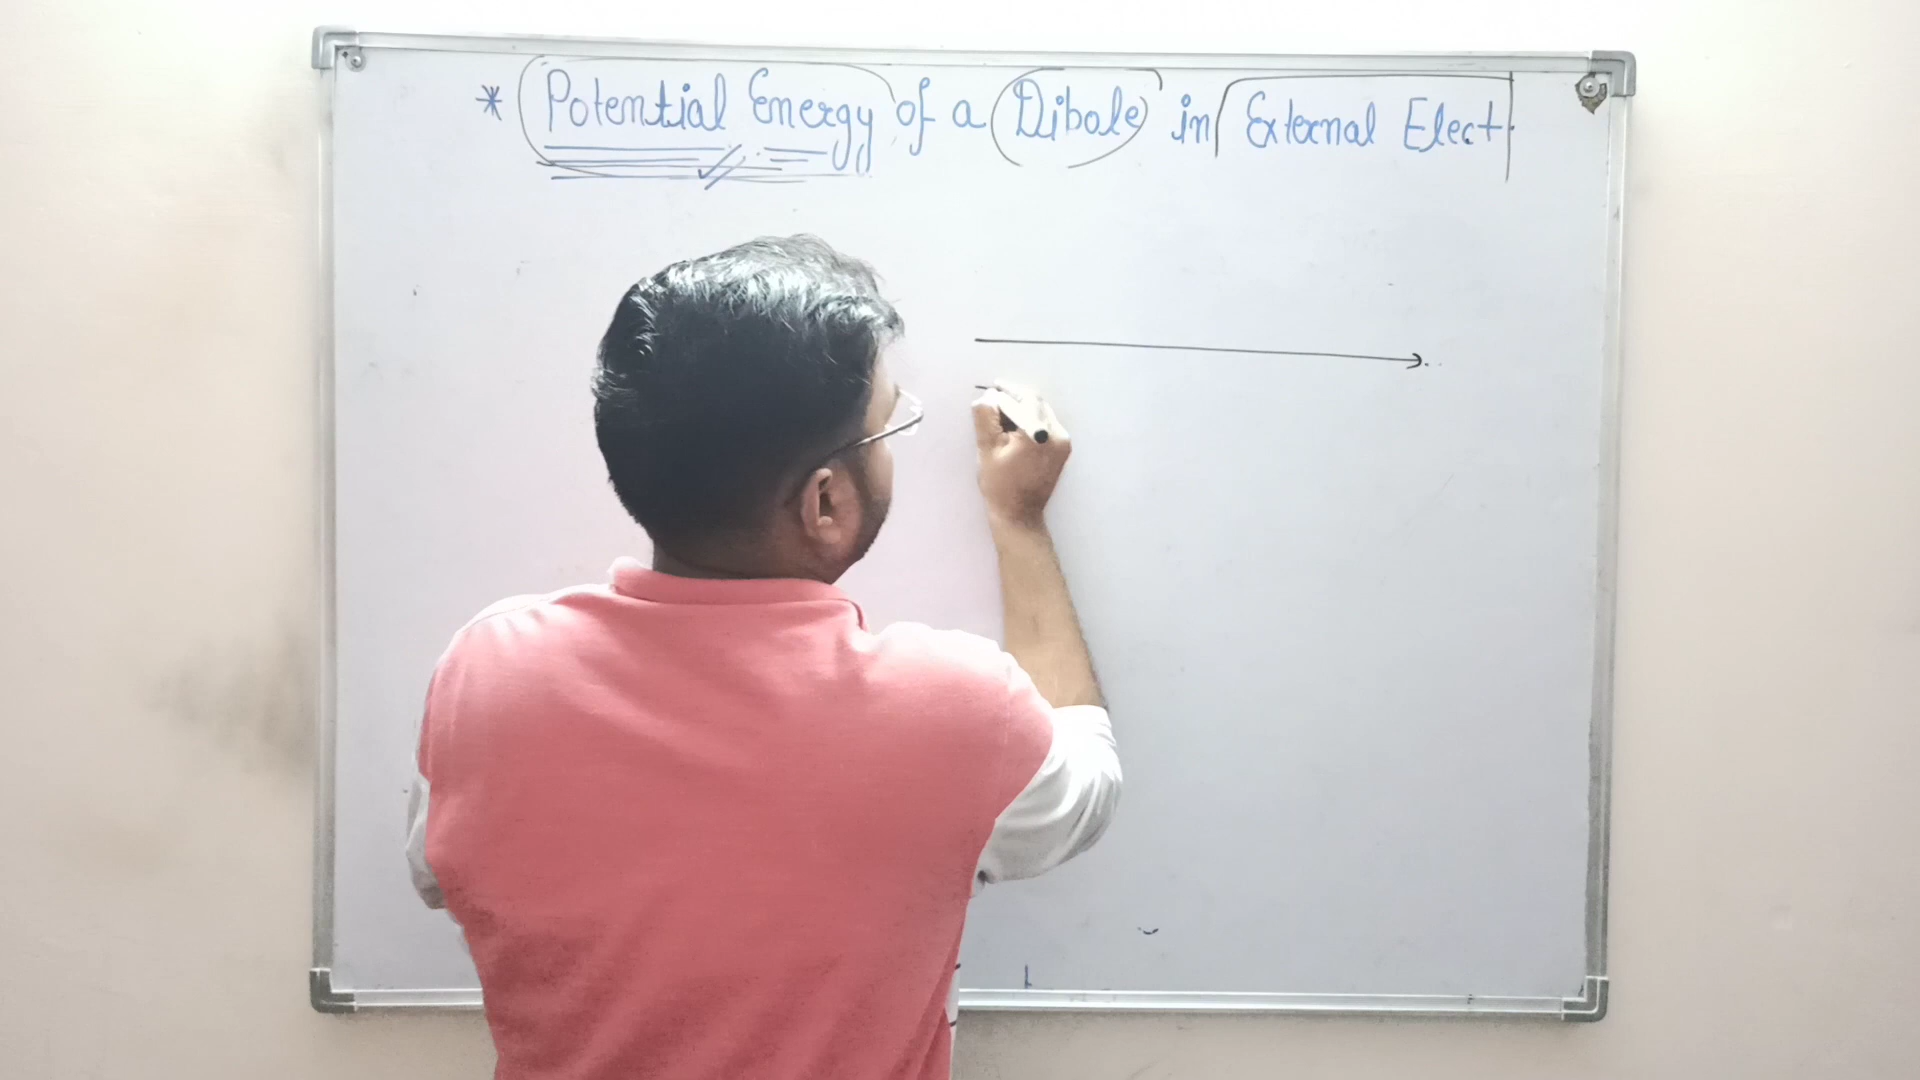 * Potential Energy of a Dibole in External Elect.